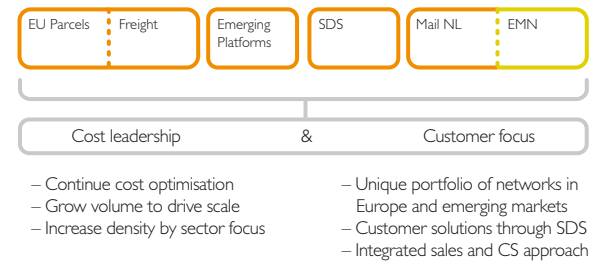 EU Parcels
Freight
Emerging
Platforms
SDS
Mail NL
EMN
Cost leadership & Customer focus
– Continue cost optimisation
– Grow volume to drive scale
– Increase density by sector focus
– Unique portfolio of networks in
Europe and emerging markets
– Customer solutions through SDS
– Integrated sales and CS approach